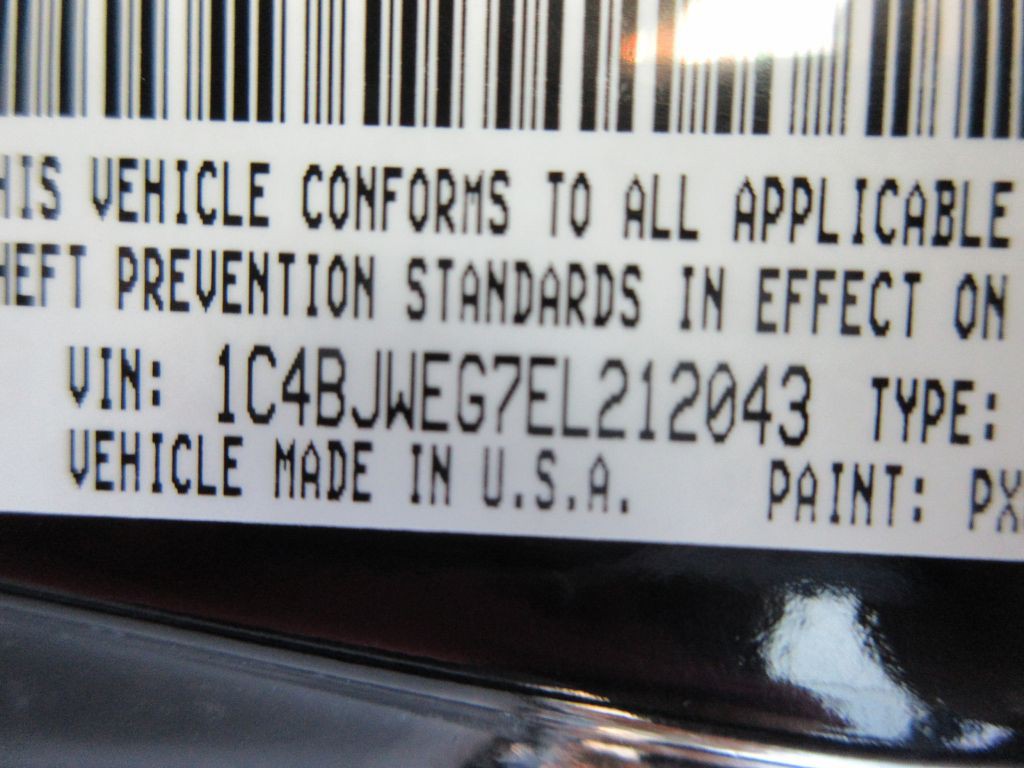 HIS VEHICLE CONFORMS TO ALL APPLICABLE
HEFT PREVENTION STANDARDS IN EFFECT ON
VIN: 1C4BJWEG7EL212043 TYPE:
VEHICLE MADE IN U.S.A. PAINT: PX